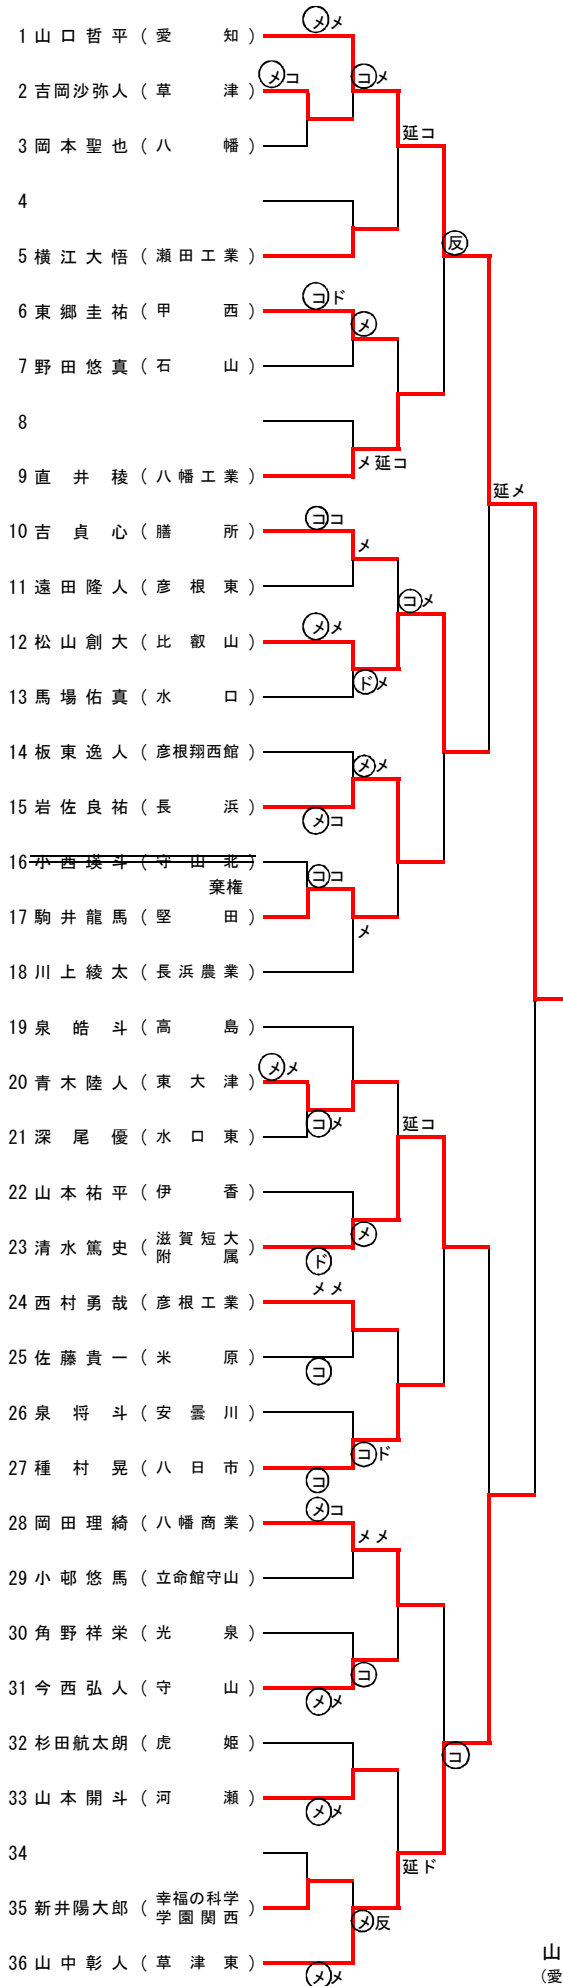 メメ
1 山口哲平 (愛 知)
メコ
コメ
2 吉岡沙弥人 (草 津)
延コ
3 岡本聖也 (八 幡)
4
反
5 横江大悟 (瀬田工業)
コド
6 東郷圭祐 (甲 西)
メ
7 野田悠真 (石 山)
8
メ延コ
9 直井稜 (八幡工業)
延メ
ココ
10 吉貞心 (膳 所)
メ
11 遠田隆人 (彦根東)
コメ
メメ
12 松山創大 (比叡山)
ドメ
13 馬場佑真 (水 口)
14 板東逸人 (彦根翔西館)
メメ
15 岩佐良祐 (長 浜)
メコ
16 小西瑛斗 (守山北)
ココ
棄権
17 駒井龍馬 (堅 田)
メ
18 川上綾太 (長浜農業)
19 泉皓斗 (高 島)
メメ
20 青木陸人 (東大津)
コメ
延コ
21 深尾優 (水口東)
22 山本祐平 (伊 香)
メ
23 清水篤史 (滋賀短大附属)
ド
メメ
24 西村勇哉 (彦根工業)
25 佐藤貴一 (米 原)
コ
26 泉将斗 (安曇川)
コド
27 種村晃 (八日市)
コ
メコ
28 岡田理綺 (八幡商業)
メメ
29 小邨悠馬 (立命館守山)
30 角野祥栄 (光 泉)
コ
31 今西弘人 (守 山)
メメ
32 杉田航太朗 (虎 姫)
コ
33 山本開斗 (河 瀬)
メメ
34
延ド
35 新井陽大郎 (幸福の科学学園関西)
メ反
36 山中彰人 (草津東)
メメ
山
(愛